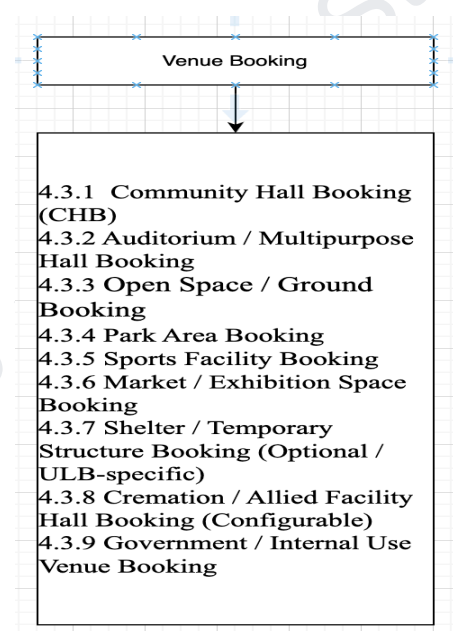 Venue Booking
4.3.1 Community Hall Booking
(CHB)
4.3.2 Auditorium / Multipurpose
Hall Booking
4.3.3 Open Space / Ground
Booking
4.3.4 Park Area Booking
4.3.5 Sports Facility Booking
4.3.6 Market / Exhibition Space
Booking
4.3.7 Shelter / Temporary
Structure Booking (Optional /
ULB-specific)
4.3.8 Cremation / Allied Facility
Hall Booking (Configurable)
4.3.9 Government / Internal Use
Venue Booking